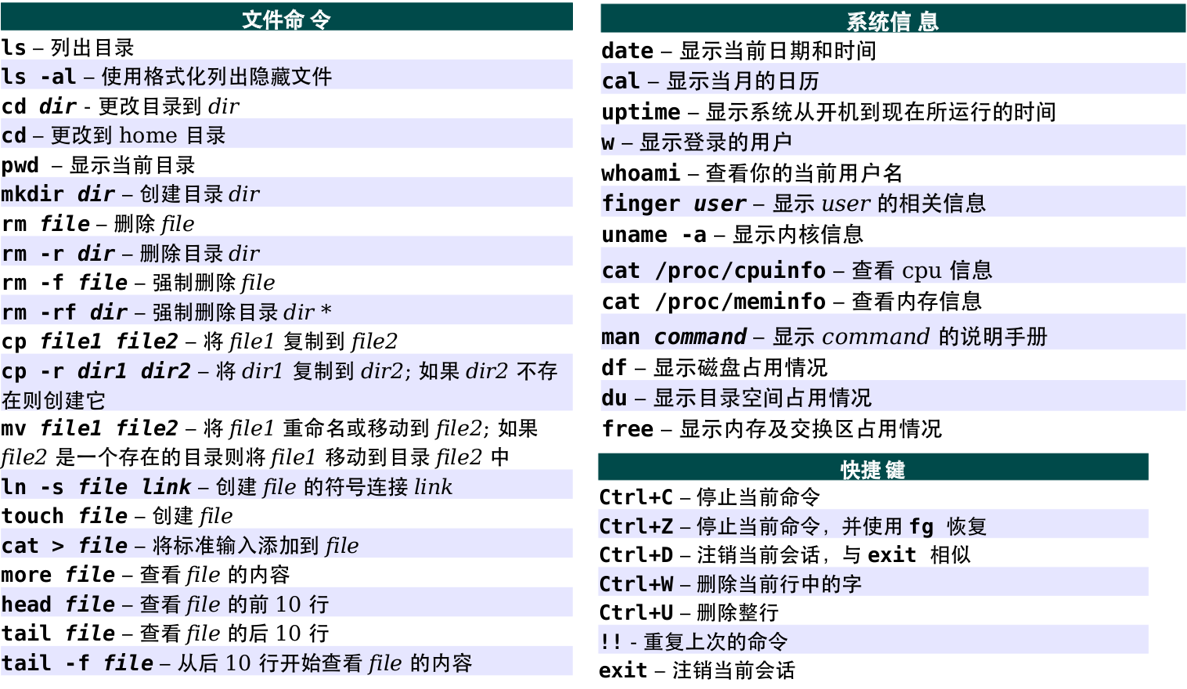 文件命 令
ls – 列出目录
ls -al – 使用格式化列出隐藏文件
cd dir - 更改目录到 dir
cd – 更改到 home 目录
pwd – 显示当前目录
mkdir dir – 创建目录 dir
rm file – 删除 file
rm -r dir – 删除目录 dir
rm -f file – 强制删除 file
rm -rf dir – 强制删除目录 dir *
cp file1 file2 – 将 file1 复制到 file2
cp -r dir1 dir2 – 将 dir1 复制到 dir2; 如果 dir2 不存
在则创建它
mv file1 file2 – 将 file1 重命名或移动到 file2; 如果
file2 是一个存在的目录则将 file1 移动到目录 file2 中
ln -s file link – 创建 file 的符号连接 link
touch file – 创建 file
cat > file – 将标准输入添加到 file
more file – 查看 file 的内容
head file – 查看 file 的前 10 行
tail file – 查看 file 的后 10 行
tail -f file – 从后 10 行开始查看 file 的内容
系统信 息
date – 显示当前日期和时间
cal – 显示当月的日历
uptime – 显示系统从开机到现在所运行的时间
w – 显示登录的用户
whoami – 查看你的当前用户名
finger user – 显示 user 的相关信息
uname -a – 显示内核信息
cat /proc/cpuinfo – 查看 cpu 信息
cat /proc/meminfo – 查看内存信息
man command – 显示 command 的说明手册
df – 显示磁盘占用情况
du – 显示目录空间占用情况
free – 显示内存及交换区占用情况
快捷 键
Ctrl+C – 停止当前命令
Ctrl+Z – 停止当前命令，并使用 fg 恢复
Ctrl+D – 注销当前会话，与 exit 相似
Ctrl+W – 删除当前行中的字
Ctrl+U – 删除整行
!! - 重复上次的命令
exit – 注销当前会话